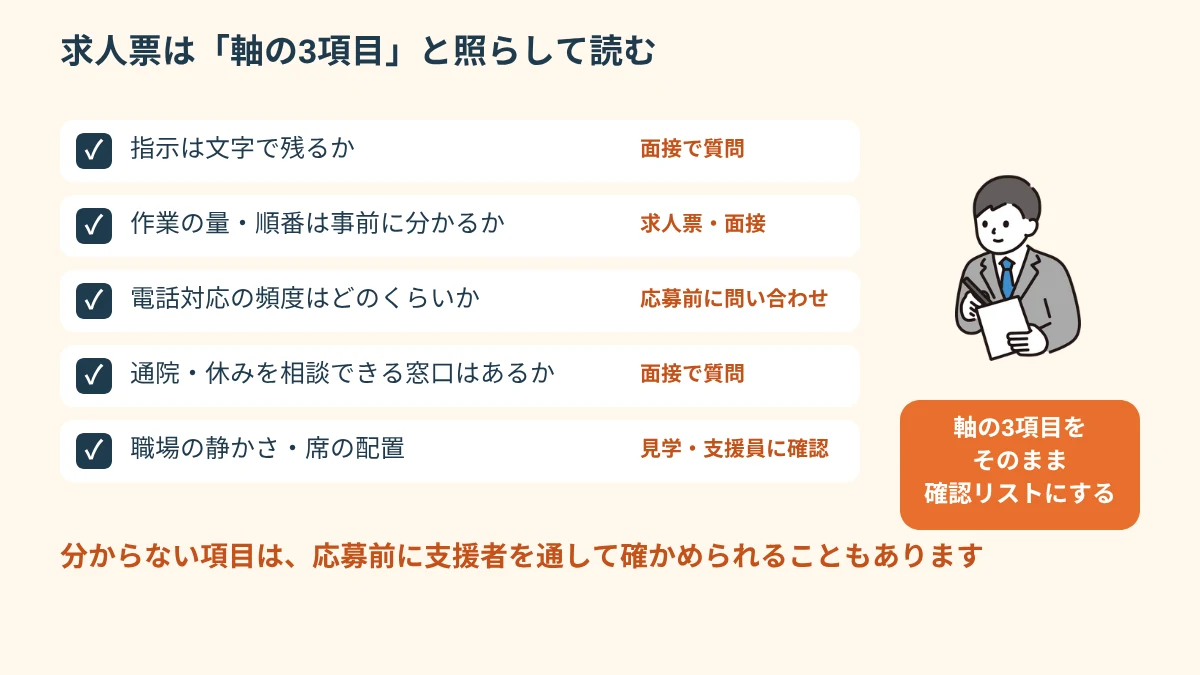 求人票は「軸の3項目」と照らして読む
指示は文字で残るか 面接で質問
作業の量・順番は事前に分かるか 求人票・面接
電話対応の頻度はどのくらいか 応募前に問い合わせ
通院・休みを相談できる窓口はあるか 面接で質問
職場の静かさ・席の配置 見学・支援員に確認
軸の3項目を
そのまま
確認リストにする
分からない項目は、応募前に支援者を通して確かめられることもあります